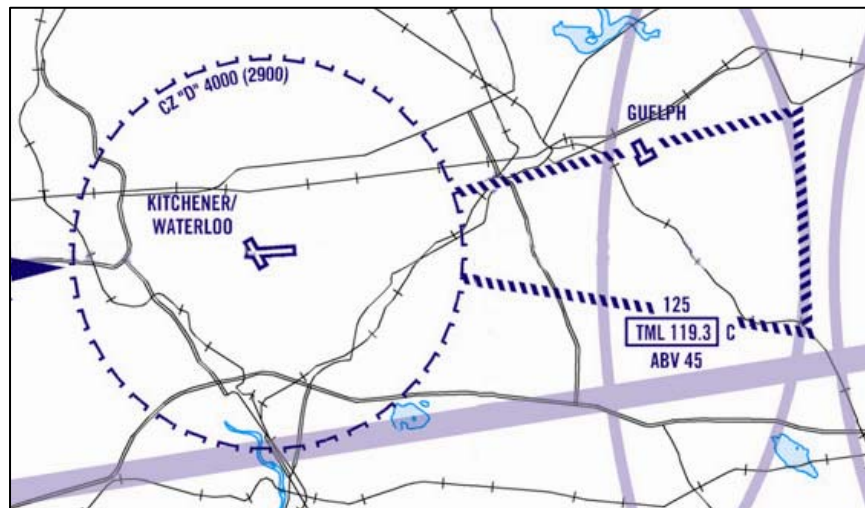 CZ "D" 4000 (2900)
GUELPH
KITCHENER/
WATERLOO
125
TML 119.3 C
ABV 45